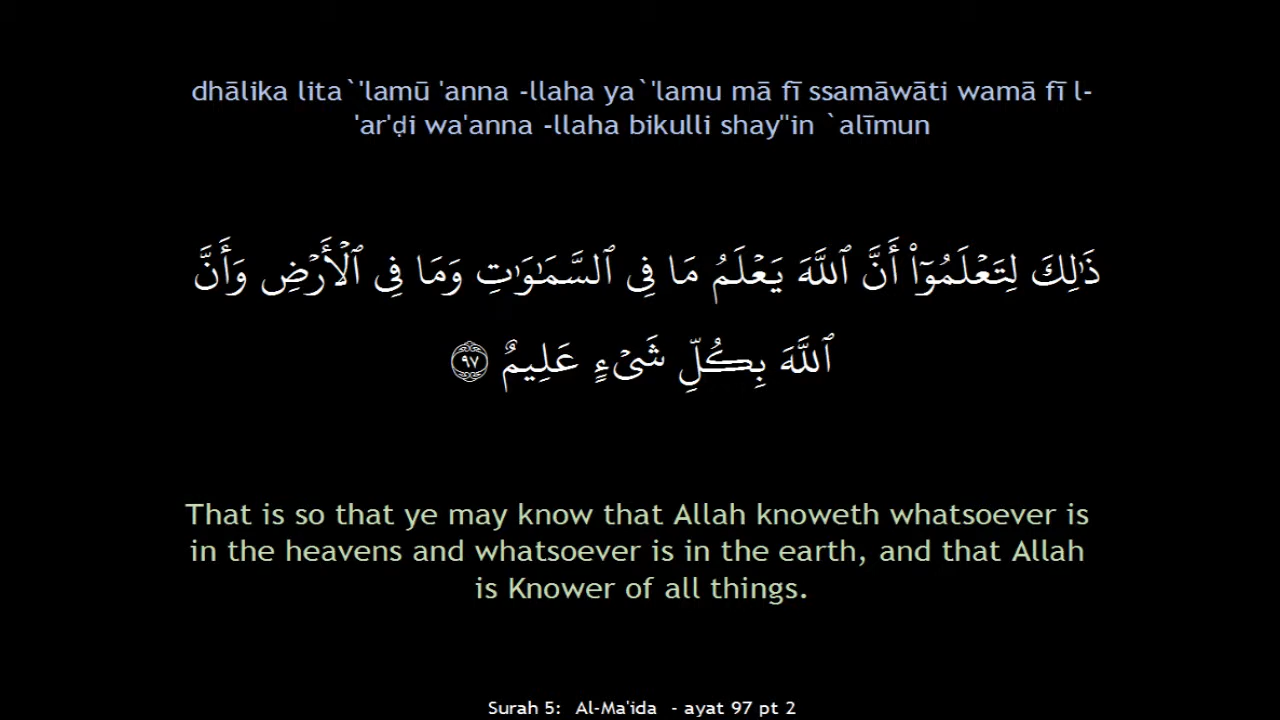 dhālika lita`'lamū 'anna -llaha ya`'lamu mā fī ssamāwāti wamā fī l-
'ar'ḍi wa'anna -llaha bikulli shay"in `alīmun
ذَٰلِكَ لِتَعْلَمُوٓا۟ أَنَّ ٱللَّهَ يَعْلَمُ مَا فِى ٱلسَّمَـٰوَٰتِ وَمَا فِى ٱلْأَرْضِ وَأَنَّ
ٱللَّهَ بِكُلِّ شَىْءٍ عَلِيمٌ ٩٧
That is so that ye may know that Allah knoweth whatsoever is
in the heavens and whatsoever is in the earth, and that Allah
is Knower of all things.
Surah 5: Al-Ma'ida - ayat 97 pt 2